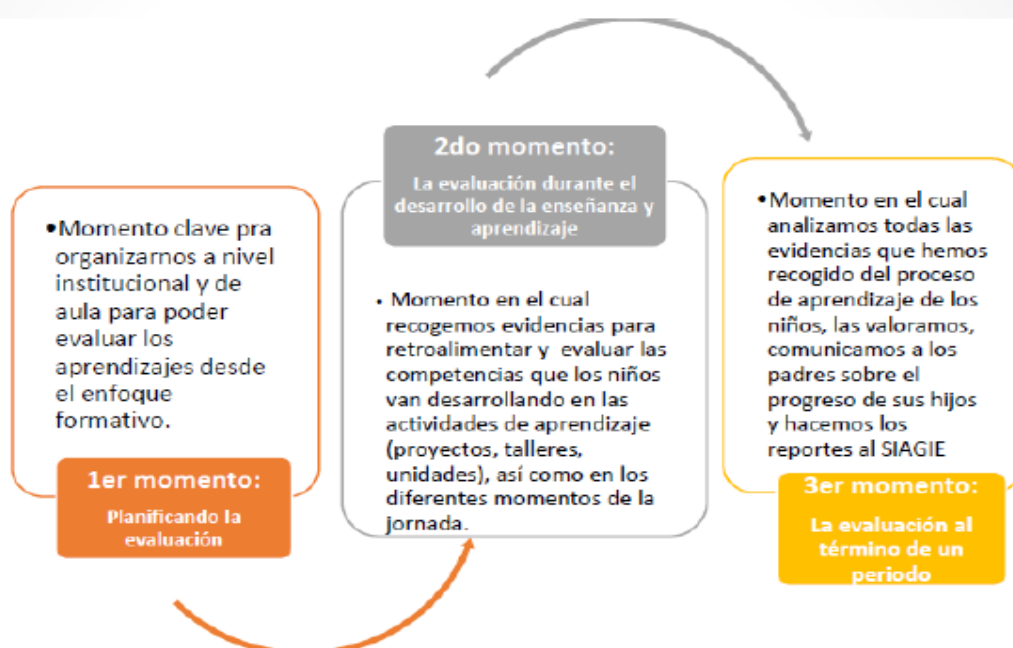 •Momento clave pra
organizarnos a nivel
institucional y de
aula para poder
evaluar los
aprendizajes desde
el enfoque
formativo.
1er momento:
Planificando la
evaluación
2do momento:
La evaluación durante el
desarrollo de la enseñanza y
aprendizaje
• Momento en el cual
recogemos evidencias para
retroalimentar y evaluar las
competencias que los niños
van desarrollando en las
actividades de aprendizaje
(proyectos, talleres,
unidades), así como en los
diferentes momentos de la
jornada.
•Momento en el cual
analizamos todas las
evidencias que hemos
recogido del proceso
de aprendizaje de los
niños, las valoramos,
comunicamos a los
padres sobre el
progreso de sus hijos
y hacemos los
reportes al SIAGIE
3er momento:
La evaluación al
término de un
periodo